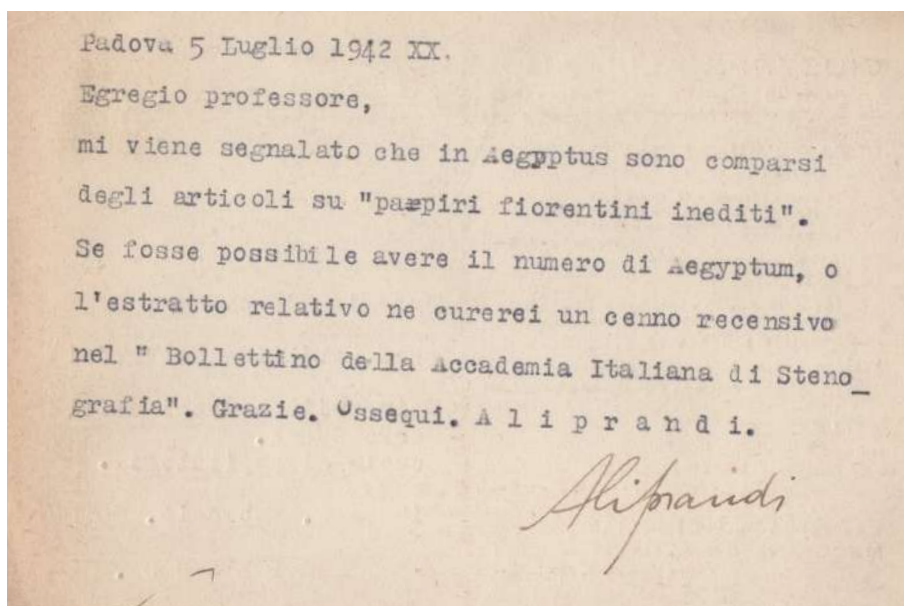 Padova 5 Luglio 1942 XX.
Egregio professore,
mi viene segnalato che in Aegpptus sono comparsi
degli articoli su "papiri fiorentini inediti".
Se fosse possibile avere il numero di Aegyptum, o
l'estratto relativo ne curerei un cenno recensivo
nel " Bollettino della Accademia Italiana di Steno_
grafia". Grazie. Ossequi. A l i p r a n d i.
Aliprandi